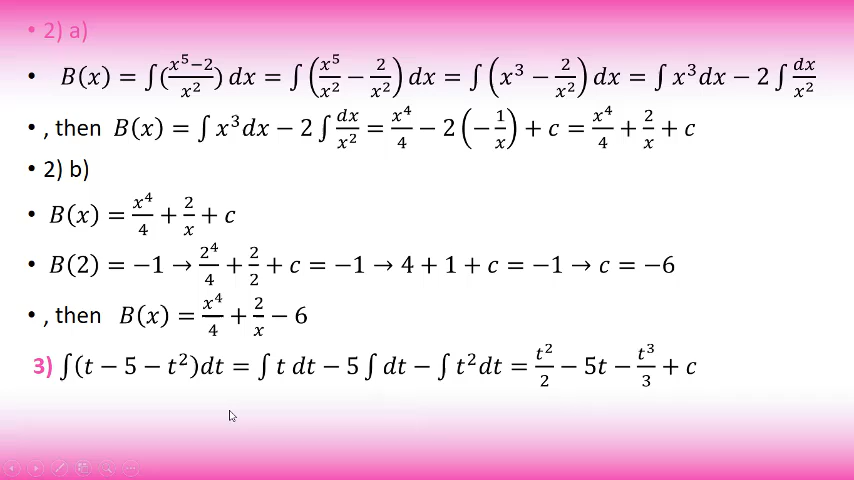 • 2) a)
• B(x) = ∫(x⁵⁻²/x²) dx = ∫(x⁵/x² − 2/x²) dx = ∫(x³ − 2/x²) dx = ∫ x³dx − 2 ∫ dx/x²
• , then B(x) = ∫ x³dx − 2 ∫ dx/x² = x⁴/4 − 2(−1/x) + c = x⁴/4 + 2/x + c
• 2) b)
• B(x) = x⁴/4 + 2/x + c
• B(2) = −1 → 2⁴/4 + 2/2 + c = −1 → 4 + 1 + c = −1 → c = −6
• , then B(x) = x⁴/4 + 2/x − 6
3) ∫(t − 5 − t²)dt = ∫ t dt − 5 ∫ dt − ∫ t²dt = t²/2 − 5t − t³/3 + c